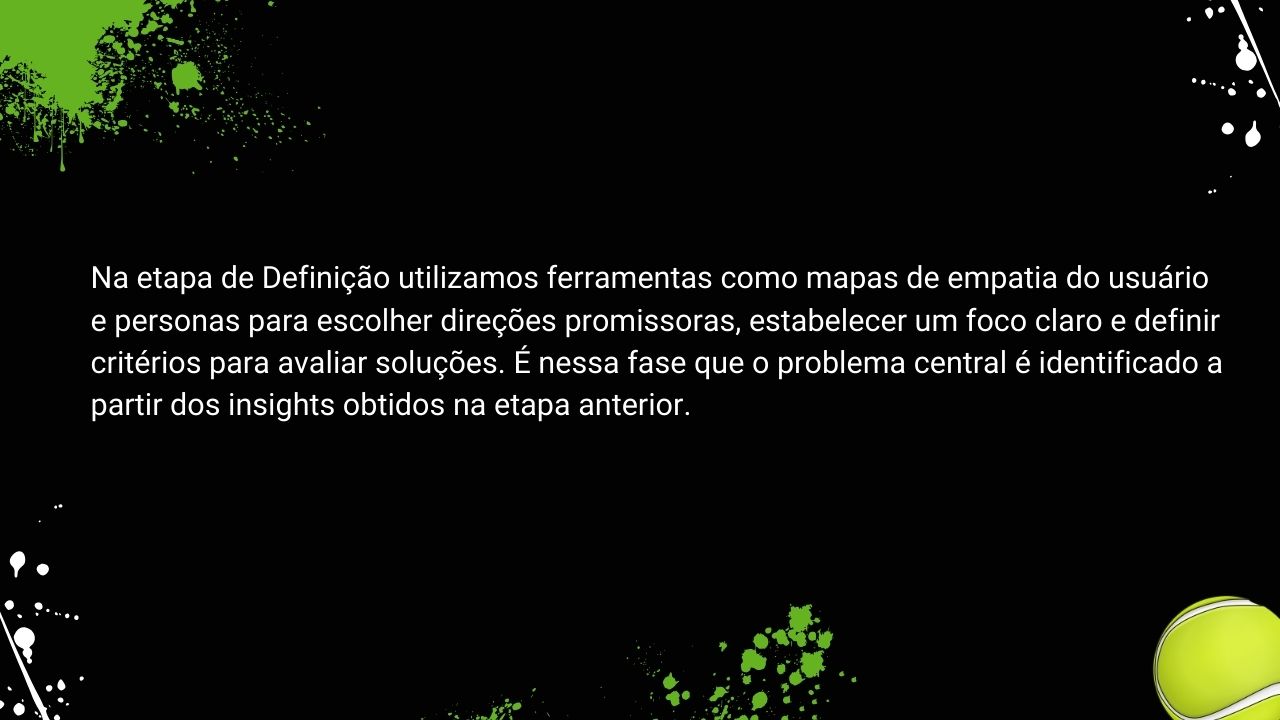 Na etapa de Definição utilizamos ferramentas como mapas de empatia do usuário
e personas para escolher direções promissoras, estabelecer um foco claro e definir
critérios para avaliar soluções. É nessa fase que o problema central é identificado a
partir dos insights obtidos na etapa anterior.